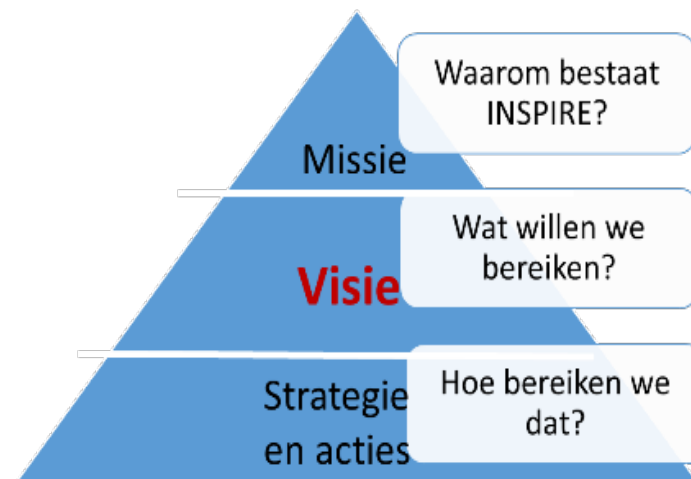 Waarom bestaat
INSPIRE?
Missie
Wat willen we
bereiken?
Visie
Hoe bereiken we
dat?
Strategie
en acties